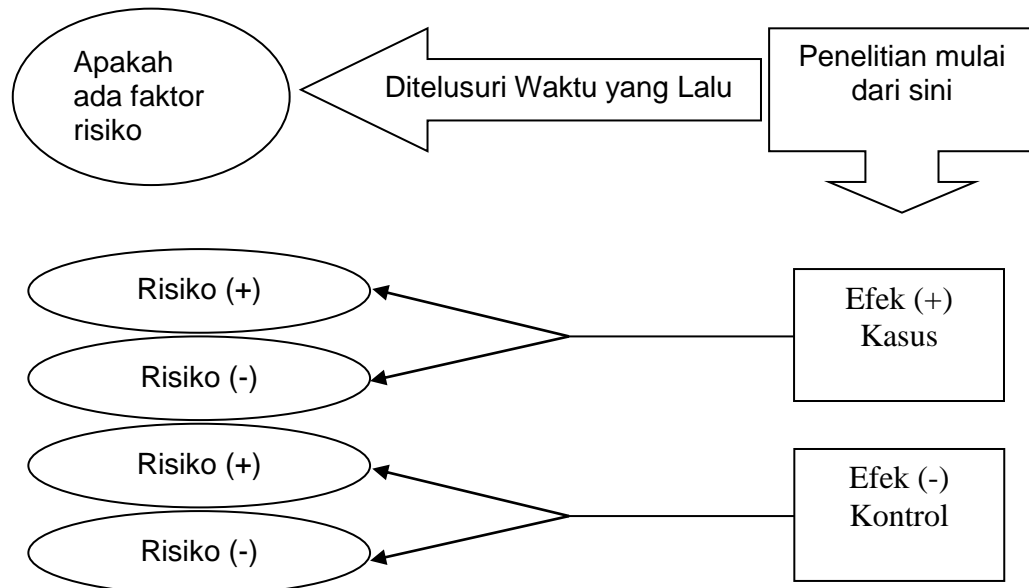 Apakah
ada faktor
risiko
Ditelusuri Waktu yang Lalu
Penelitian mulai
dari sini
Risiko (+)
Risiko (-)
Efek (+)
Kasus
Risiko (+)
Risiko (-)
Efek (-)
Kontrol